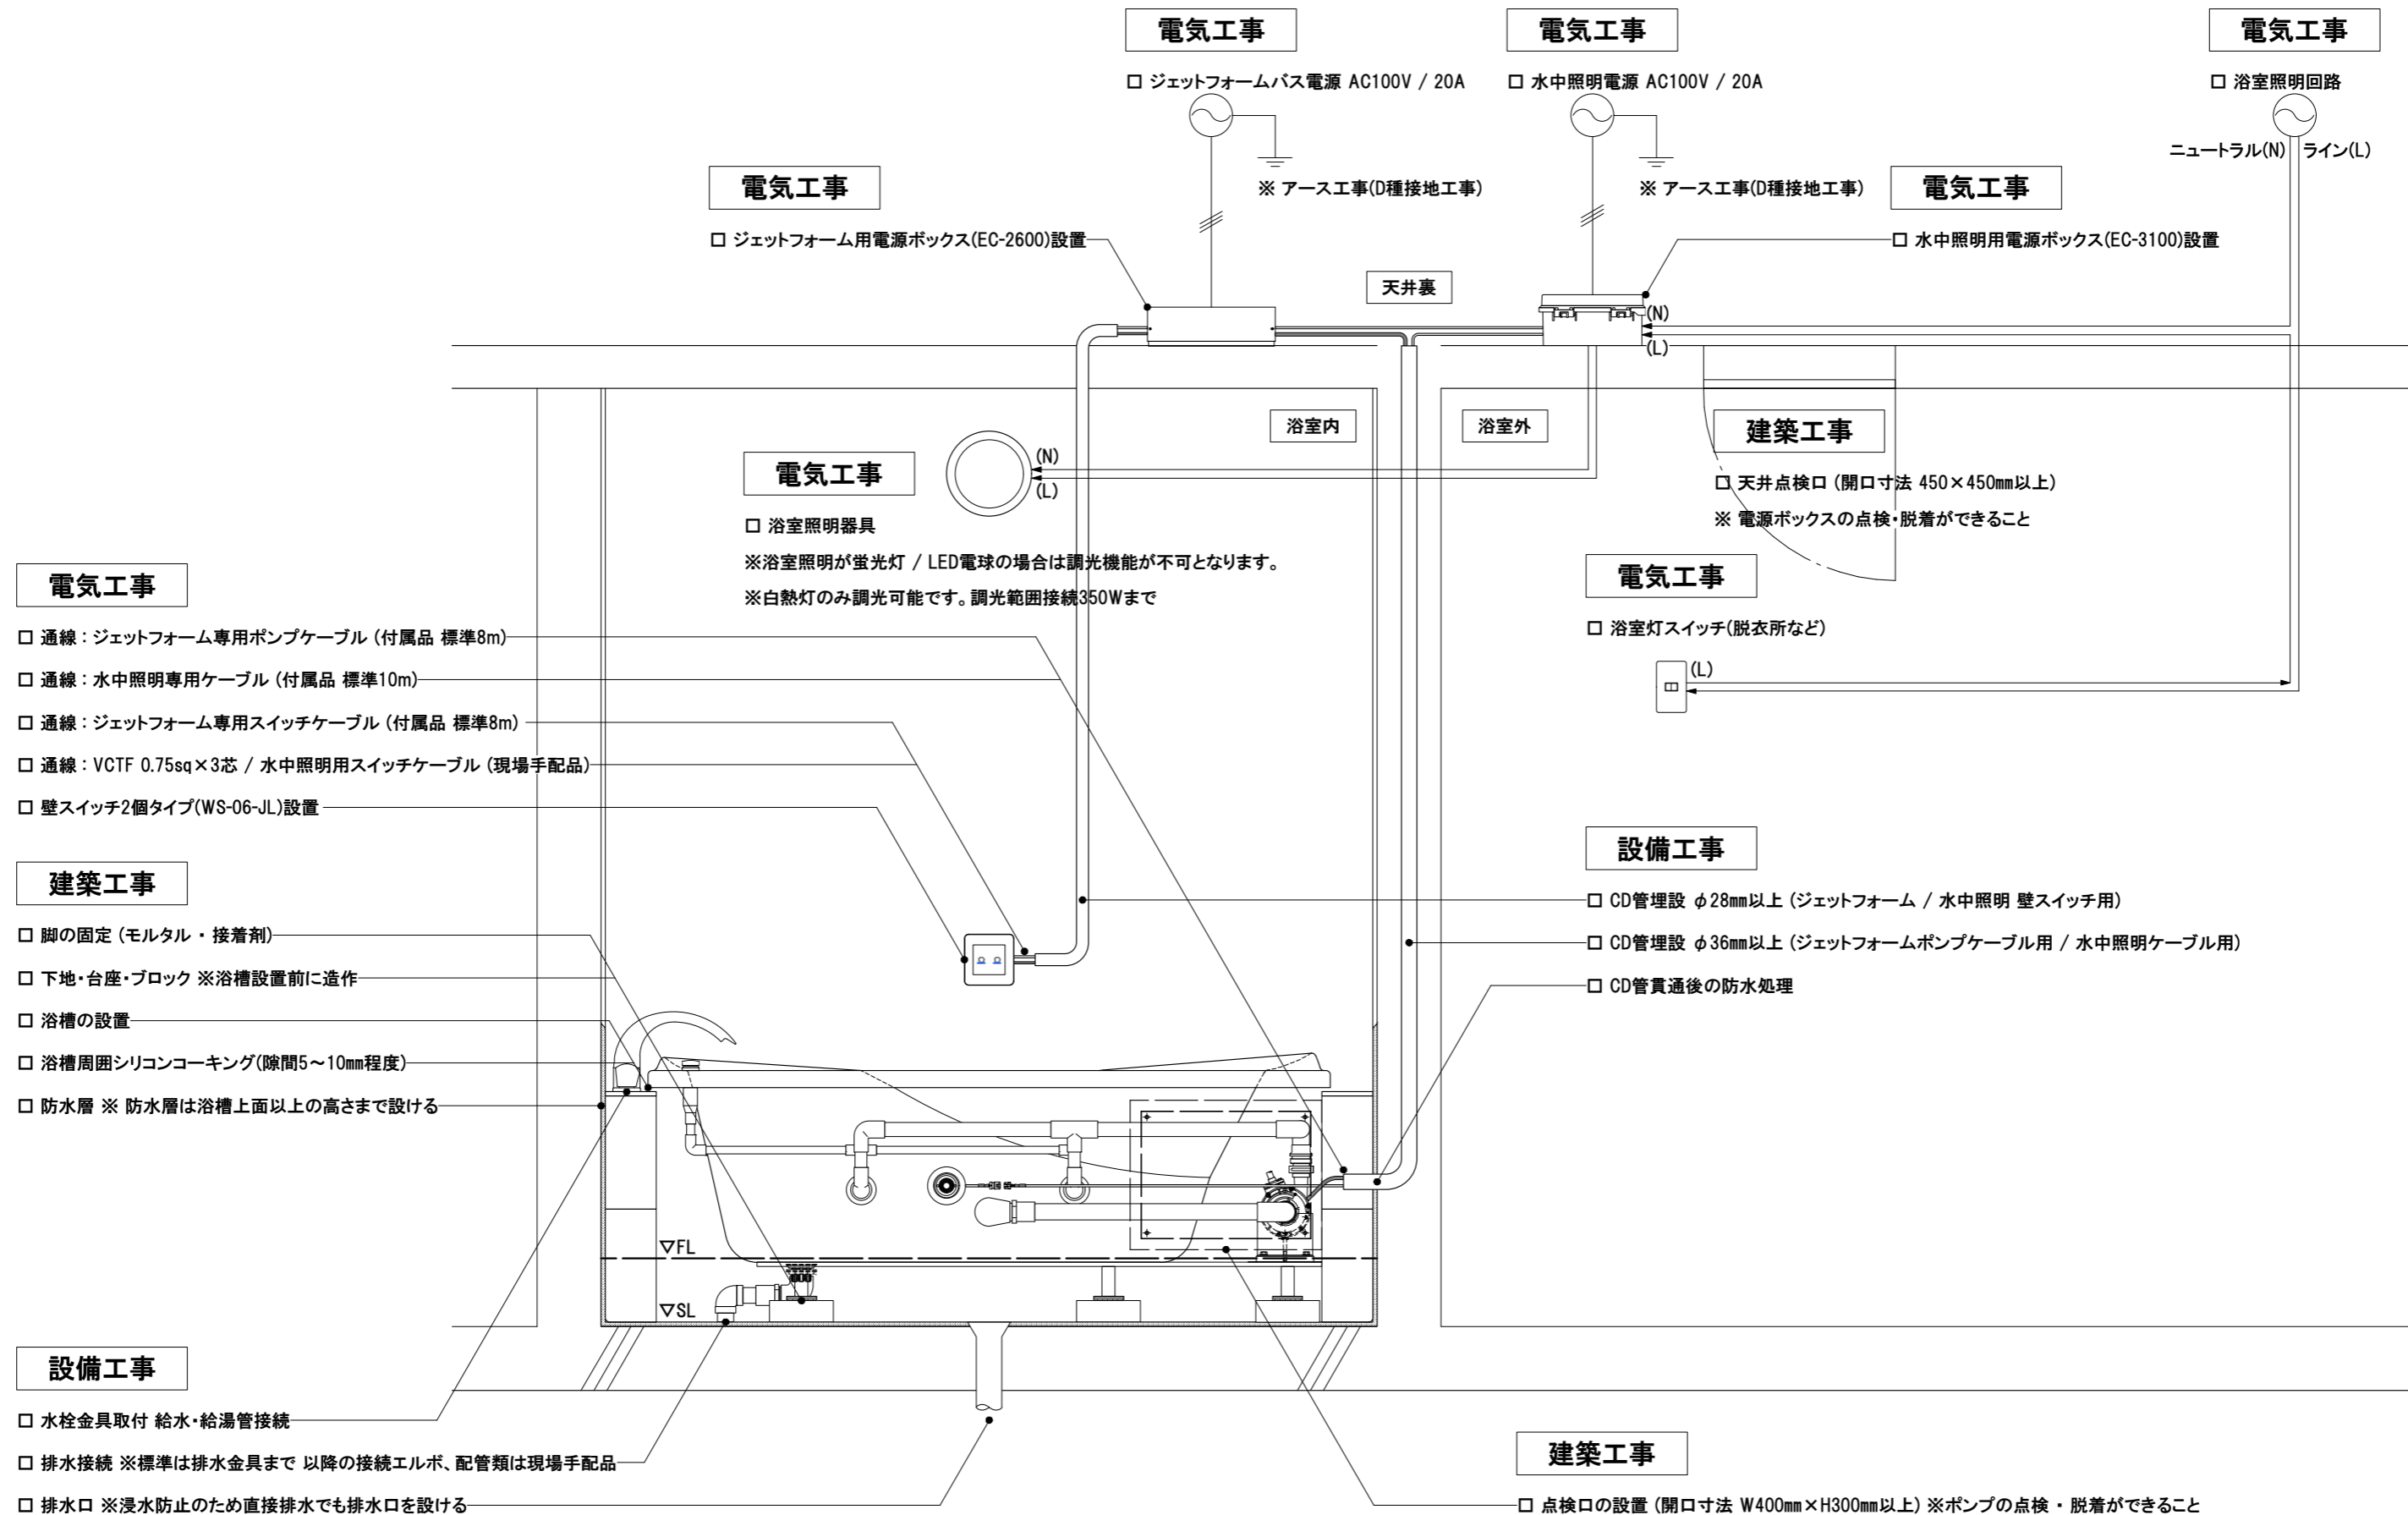 電気工事
□ ジェットフォームバス電源 AC100V / 20A
※ アース工事(D種接地工事)
電気工事
□ 水中照明電源 AC100V / 20A
※ アース工事(D種接地工事)
電気工事
□ 浴室照明回路
ニュートラル(N)
ライン(L)
電気工事
□ ジェットフォーム用電源ボックス(EC-2600)設置
電気工事
□ 水中照明用電源ボックス(EC-3100)設置
天井裏
(N)
(L)
浴室内
浴室外
建築工事
□ 天井点検口 (開口寸法 450×450㎜以上)
※ 電源ボックスの点検・脱着ができること
電気工事
(N)
(L)
□ 浴室照明器具
※浴室照明が蛍光灯 / LED電球の場合は調光機能が不可となります。
※白熱灯のみ調光可能です。調光範囲接続350Wまで
電気工事
□ 浴室灯スイッチ(脱衣所など)
(L)
電気工事
□ 通線：ジェットフォーム専用ポンプケーブル (付属品 標準8m)
□ 通線：水中照明専用ケーブル (付属品 標準10m)
□ 通線：ジェットフォーム専用スイッチケーブル (付属品 標準8m)
□ 通線：VCTF 0.75sq×3芯 / 水中照明用スイッチケーブル (現場手配品)
□ 壁スイッチ2個タイプ(WS-06-JL)設置
建築工事
□ 脚の固定 (モルタル ・ 接着剤)
□ 下地・台座・ブロック ※浴槽設置前に造作
□ 浴槽の設置
□ 浴槽周囲シリコンコーキング(隙間5～10㎜程度)
□ 防水層 ※ 防水層は浴槽上面以上の高さまで設ける
設備工事
□ CD管埋設 φ28㎜以上 (ジェットフォーム / 水中照明 壁スイッチ用)
□ CD管埋設 φ36㎜以上 (ジェットフォームポンプケーブル用 / 水中照明ケーブル用)
□ CD管貫通後の防水処理
▽FL
▽SL
設備工事
□ 水栓金具取付 給水・給湯管接続
□ 排水接続 ※標準は排水金具まで 以降の接続エルボ、配管類は現場手配品
□ 排水口 ※浸水防止のため直接排水でも排水口を設ける
建築工事
□ 点検口の設置 (開口寸法 W400㎜×H300㎜以上) ※ポンプの点検 ・ 脱着ができること